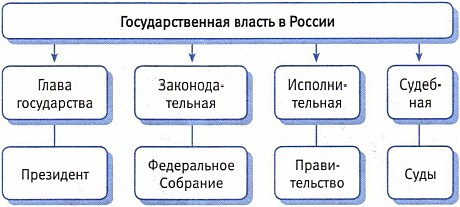 Государственная власть в России
Глава
государства
Законода-
тельная
Исполни-
тельная
Судеб-
ная
Президент
Федеральное
Собрание
Прави-
тельство
Суды